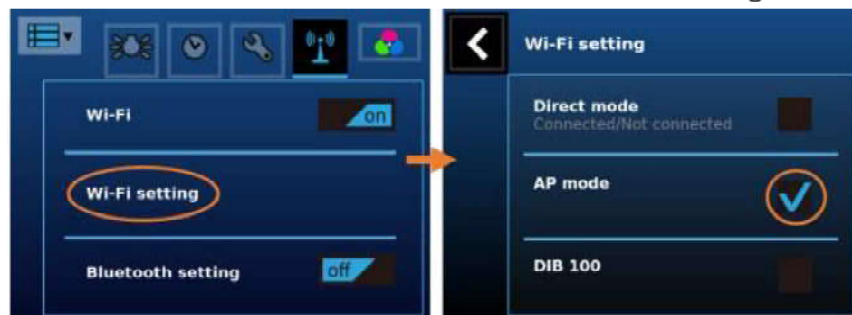 Wi-Fi
on
Wi-Fi setting
Bluetooth setting
off
Wi-Fi setting
Direct mode
Connected/Not connected
AP mode
DIB 100